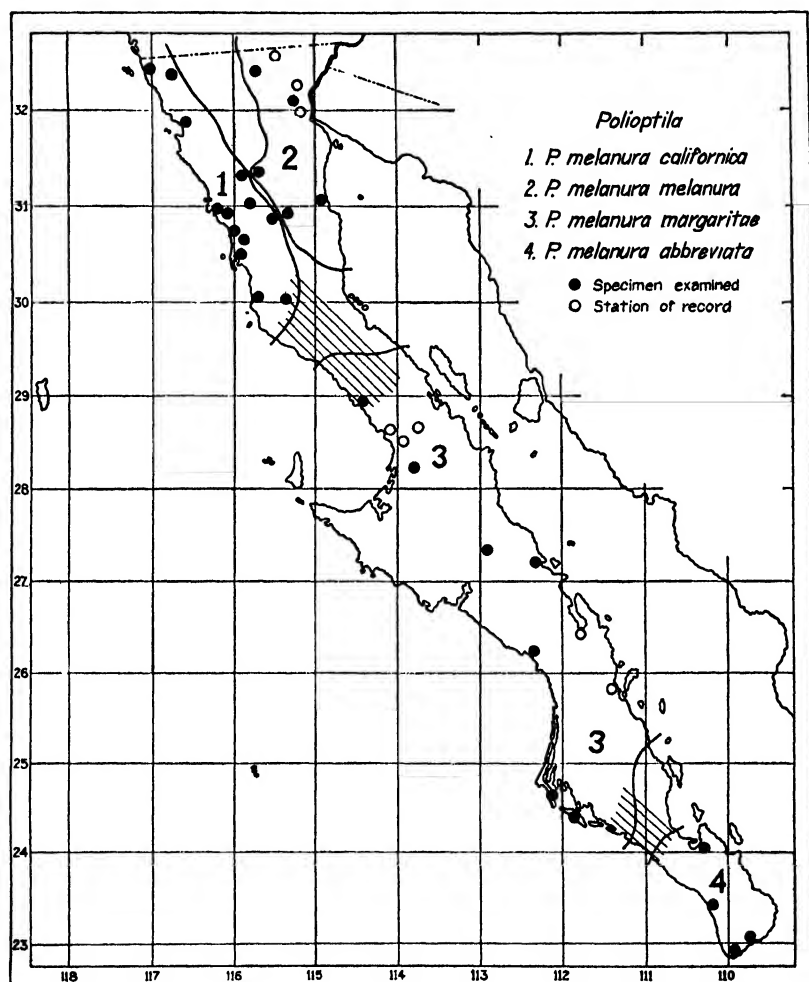 32
31
30
29
28
27
26
25
24
23
118 117 116 115 114 113 112 111 110
Polioptila
1. P. melanura californica
2. P. melanura melanura
3. P. melanura margaritae
4. P. melanura abbreviata
● Specimen examined
○ Station of record
1
2
3
3
4